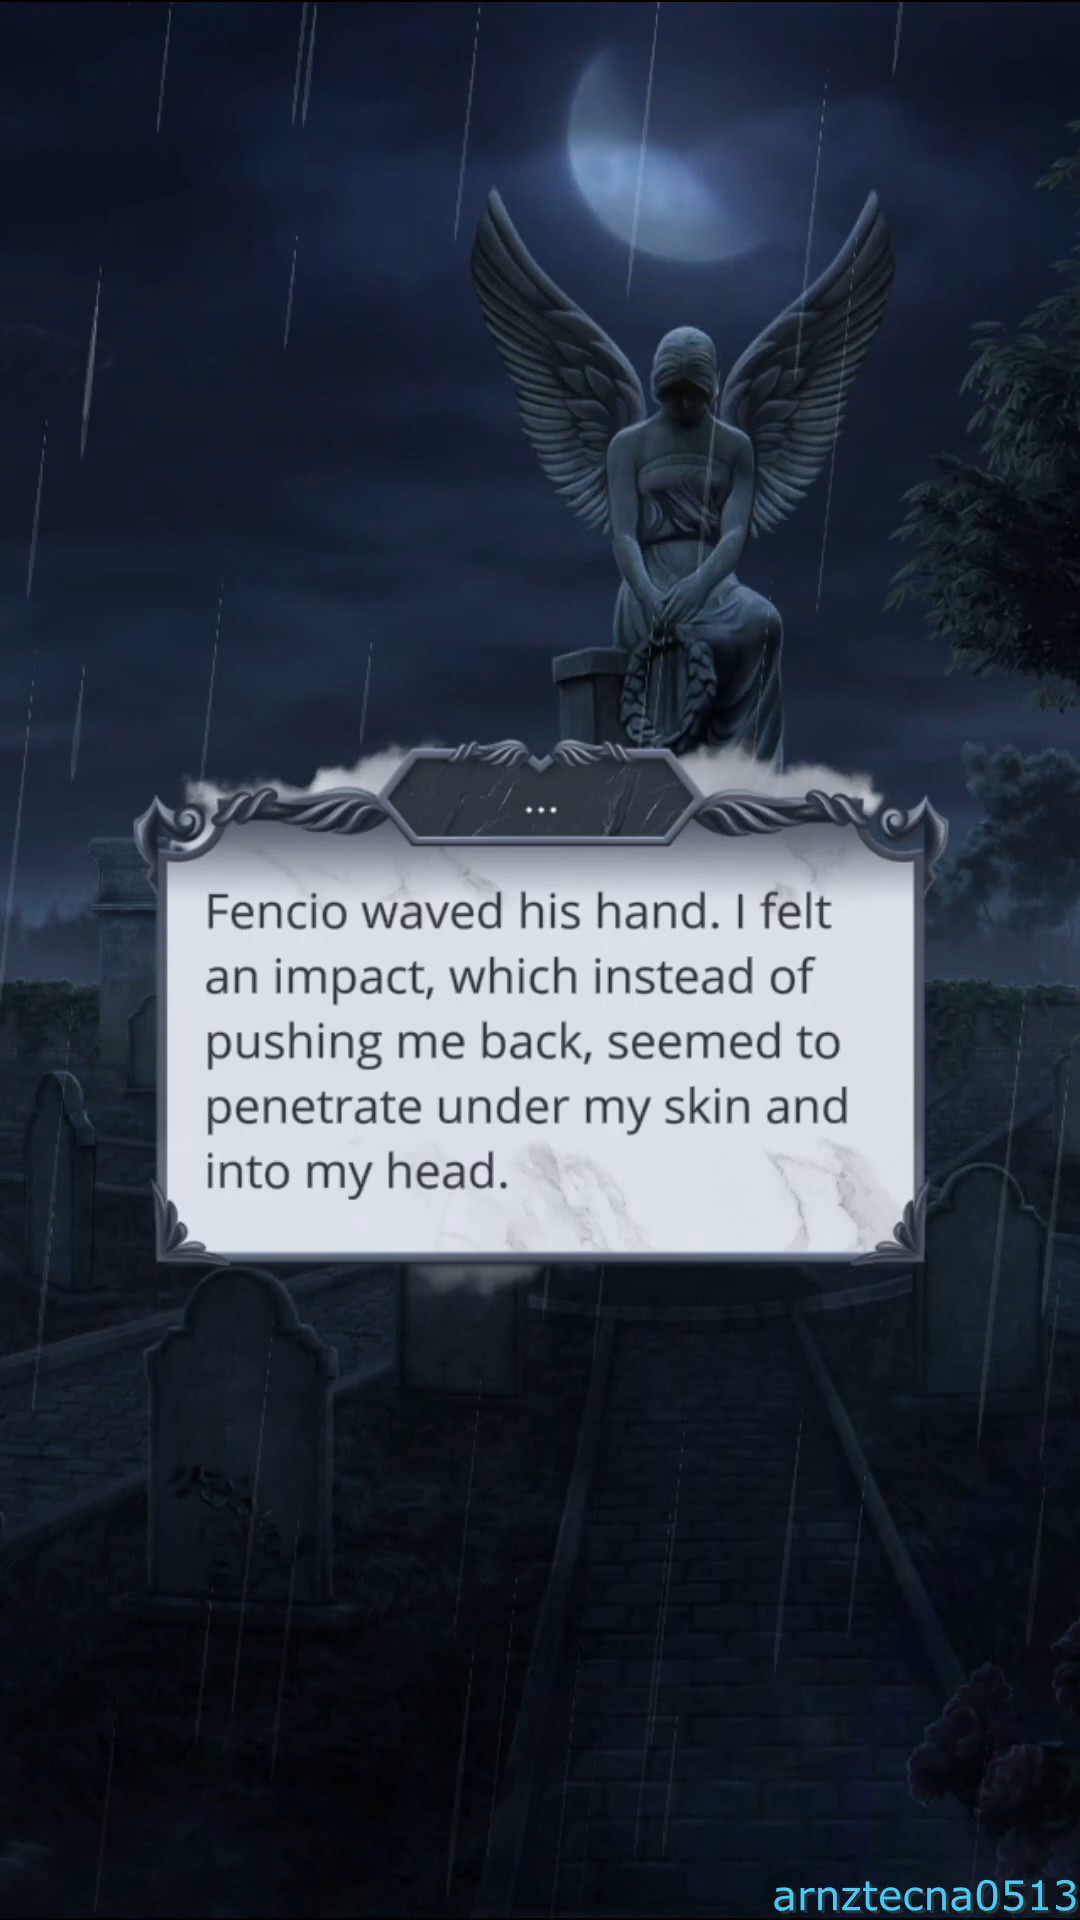 ...
Fencio waved his hand. I felt
an impact, which instead of
pushing me back, seemed to
penetrate under my skin and
into my head.
arnztecna0513